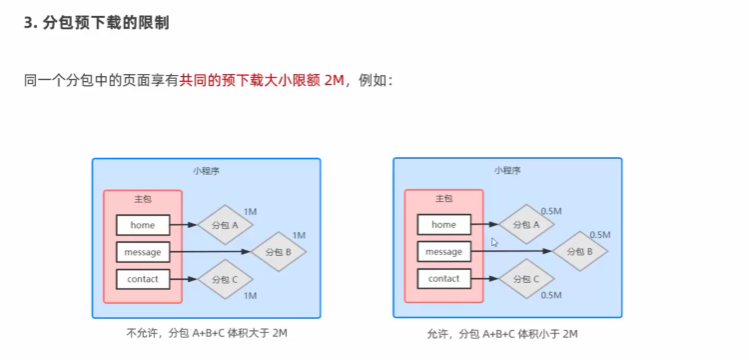 3. 分包预下载的限制
同一个分包中的页面享有共同的预下载大小限额 2M，例如：
小程序
主包
home
分包 A
1M
message
分包 B
1M
contact
分包 C
1M
不允许，分包 A+B+C 体积大于 2M
小程序
主包
home
分包 A
0.5M
message
分包 B
0.5M
contact
分包 C
0.5M
允许，分包 A+B+C 体积小于 2M